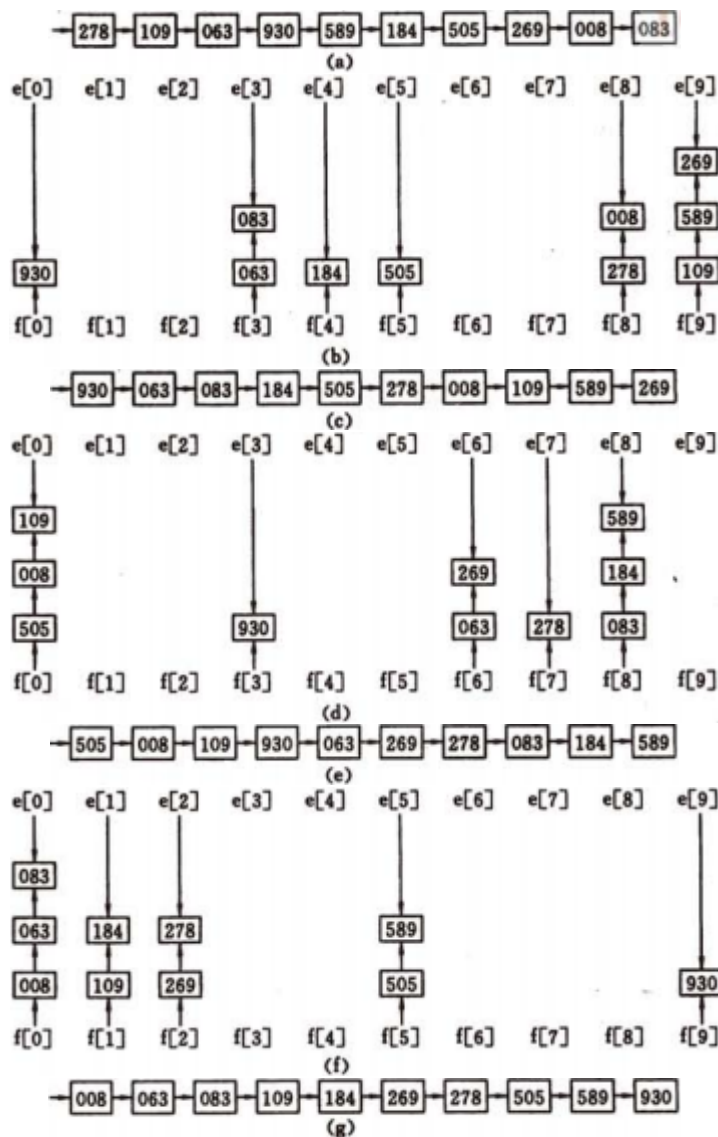 278 109 063 930 589 184 505 269 008 083
(a)
e[0] e[1] e[2] e[3] e[4] e[5] e[6] e[7] e[8] e[9]
269
083 008 589
930 063 184 505 278 109
f[0] f[1] f[2] f[3] f[4] f[5] f[6] f[7] f[8] f[9]
(b)
930 063 083 184 505 278 008 109 589 269
(c)
e[0] e[1] e[2] e[3] e[4] e[5] e[6] e[7] e[8] e[9]
109 589
008 269 184
505 930 063 278 083
f[0] f[1] f[2] f[3] f[4] f[5] f[6] f[7] f[8] f[9]
(d)
505 008 109 930 063 269 278 083 184 589
(e)
e[0] e[1] e[2] e[3] e[4] e[5] e[6] e[7] e[8] e[9]
083
063 184 278 589
008 109 269 505 930
f[0] f[1] f[2] f[3] f[4] f[5] f[6] f[7] f[8] f[9]
(f)
008 063 083 109 184 269 278 505 589 930
(g)